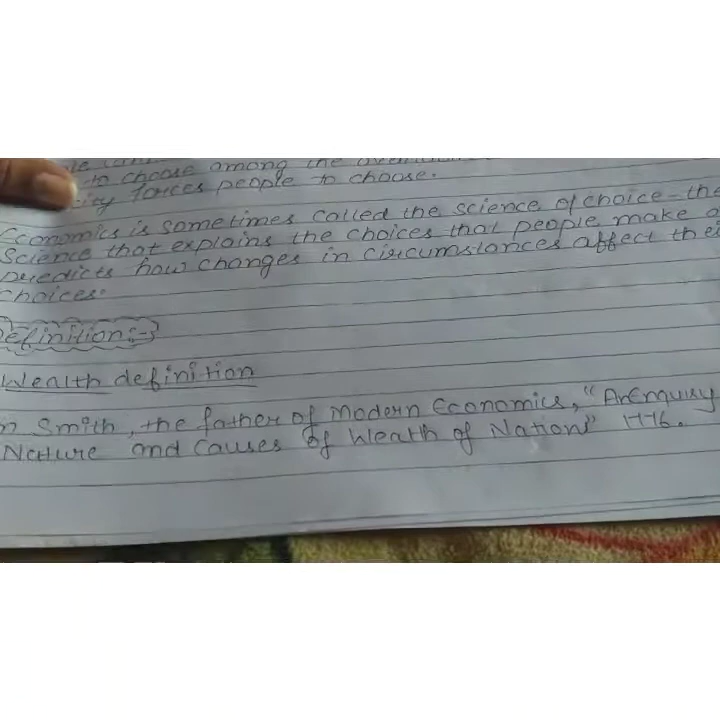 to choose among the
city forces people to choose.
Economics is sometimes called the science of choice - the
Science that explains the choices that people make a
predicts how changes in circumstances affect thei
choices.
Definition:-
Wealth definition
m Smith, the father of Modern Economics, "An Enquiry
Nature and Causes of Wealth of Nation" 1776.